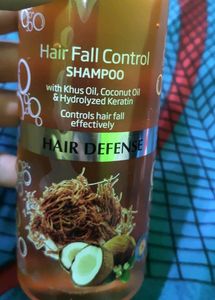 Hair Fall Control
SHAMPOO
with Khus Oil, Coconut Oil
& Hydrolyzed Keratin
Controls hair fall
effectively
HAIR DEFENSE